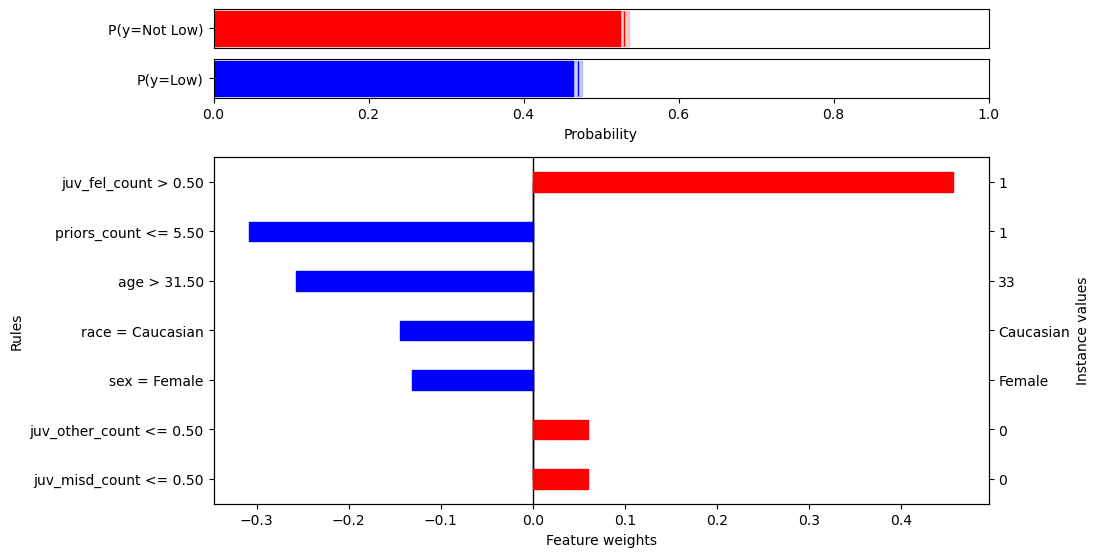 P(y=Not Low)
P(y=Low)
0.0 0.2 0.4 0.6 0.8 1.0
Probability
juv_fel_count > 0.50 1
priors_count <= 5.50 1
age > 31.50 33
race = Caucasian Caucasian
sex = Female Female
juv_other_count <= 0.50 0
juv_misd_count <= 0.50 0
Rules
Instance values
−0.3 −0.2 −0.1 0.0 0.1 0.2 0.3 0.4
Feature weights